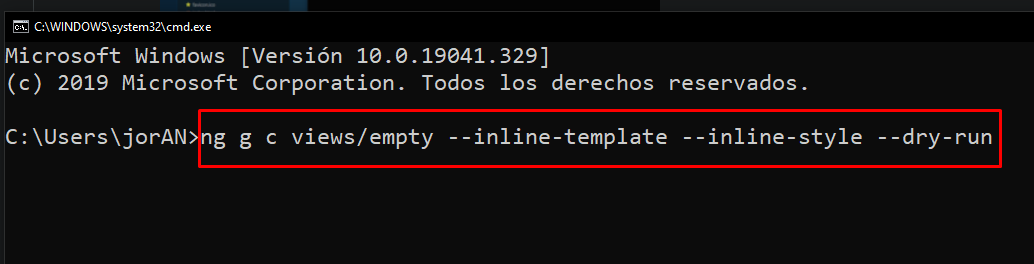 C:\WINDOWS\system32\cmd.exe
Microsoft Windows [Versión 10.0.19041.329]
(c) 2019 Microsoft Corporation. Todos los derechos reservados.
C:\Users\jorAN>ng g c views/empty --inline-template --inline-style --dry-run